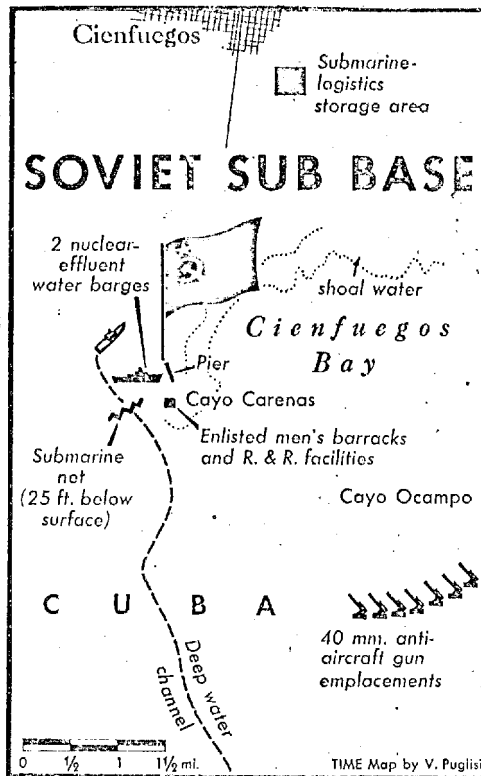 Cienfuegos
Submarine-
logistics
storage area
SOVIET SUB BASE
2 nuclear-
effluent
water barges
shoal water
Cienfuegos
Bay
Pier
Cayo Carenas
Enlisted men's barracks
and R. & R. facilities
Submarine
net
(25 ft. below
surface)
Cayo Ocampo
CUBA
40 mm. anti-
aircraft gun
emplacements
Deep water
channel
0 ½ 1 1½ mi.
TIME Map by V. Puglisi